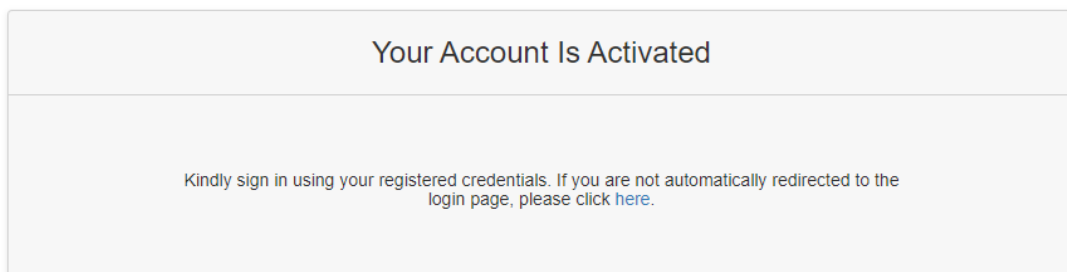 Your Account Is Activated
Kindly sign in using your registered credentials. If you are not automatically redirected to the
login page, please click here.